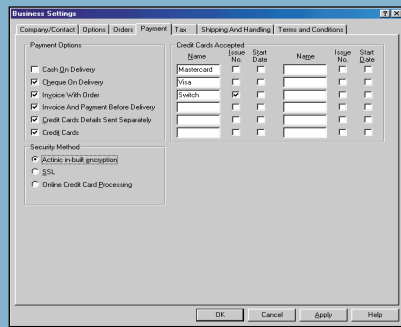 Business Settings
Company/Contact Options Orders Payment Tax Shipping And Handling Terms and Conditions
Payment Options
Cash On Delivery
Cheque On Delivery
Invoice With Order
Invoice And Payment Before Delivery
Credit Cards Details Sent Separately
Credit Cards
Security Method
Actinic in-built encryption
SSL
Online Credit Card Processing
Credit Cards Accepted
Name Issue No. Start Date Name Issue No. Start Date
Mastercard
Visa
Switch
OK Cancel Apply Help